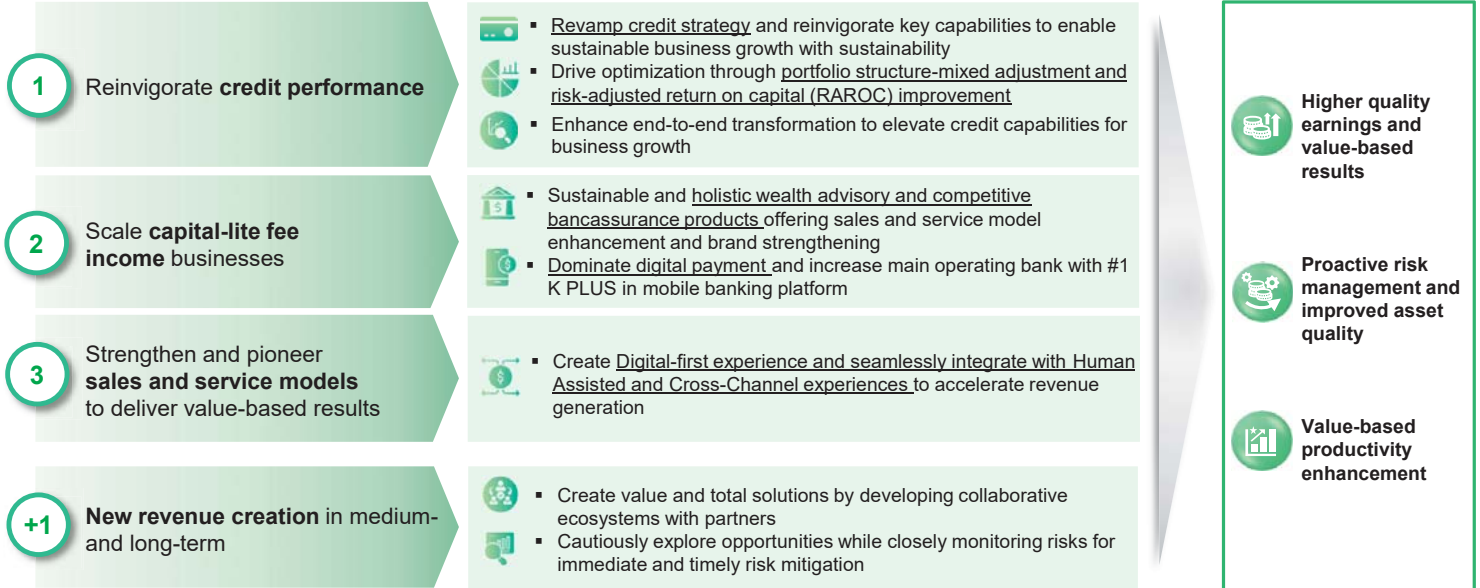 1
Reinvigorate credit performance
▪ Revamp credit strategy and reinvigorate key capabilities to enable
sustainable business growth with sustainability
▪ Drive optimization through portfolio structure-mixed adjustment and
risk-adjusted return on capital (RAROC) improvement
▪ Enhance end-to-end transformation to elevate credit capabilities for
business growth
2
Scale capital-lite fee
income businesses
▪ Sustainable and holistic wealth advisory and competitive
bancassurance products offering sales and service model
enhancement and brand strengthening
▪ Dominate digital payment and increase main operating bank with #1
K PLUS in mobile banking platform
3
Strengthen and pioneer
sales and service models
to deliver value-based results
▪ Create Digital-first experience and seamlessly integrate with Human
Assisted and Cross-Channel experiences to accelerate revenue
generation
+1
New revenue creation in medium-
and long-term
▪ Create value and total solutions by developing collaborative
ecosystems with partners
▪ Cautiously explore opportunities while closely monitoring risks for
immediate and timely risk mitigation
Higher quality
earnings and
value-based
results
Proactive risk
management and
improved asset
quality
Value-based
productivity
enhancement